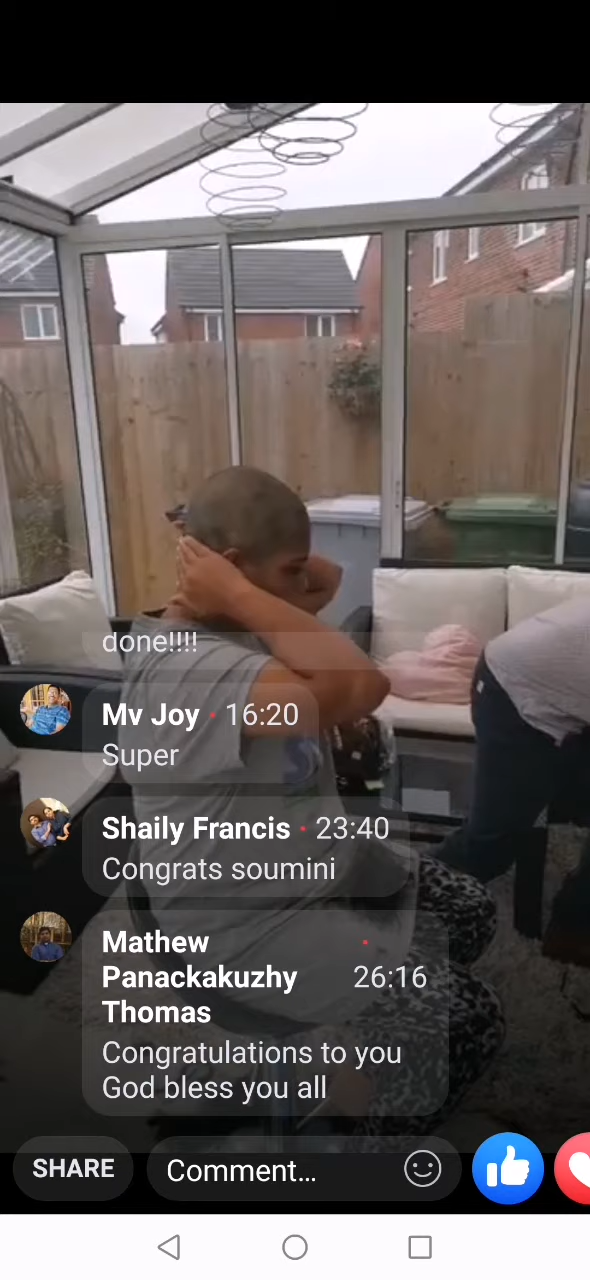 done!!!!
Mv Joy · 16:20
Super
Shaily Francis · 23:40
Congrats soumini
Mathew ·
Panackakuzhy 26:16
Thomas
Congratulations to you
God bless you all
SHARE Comment...